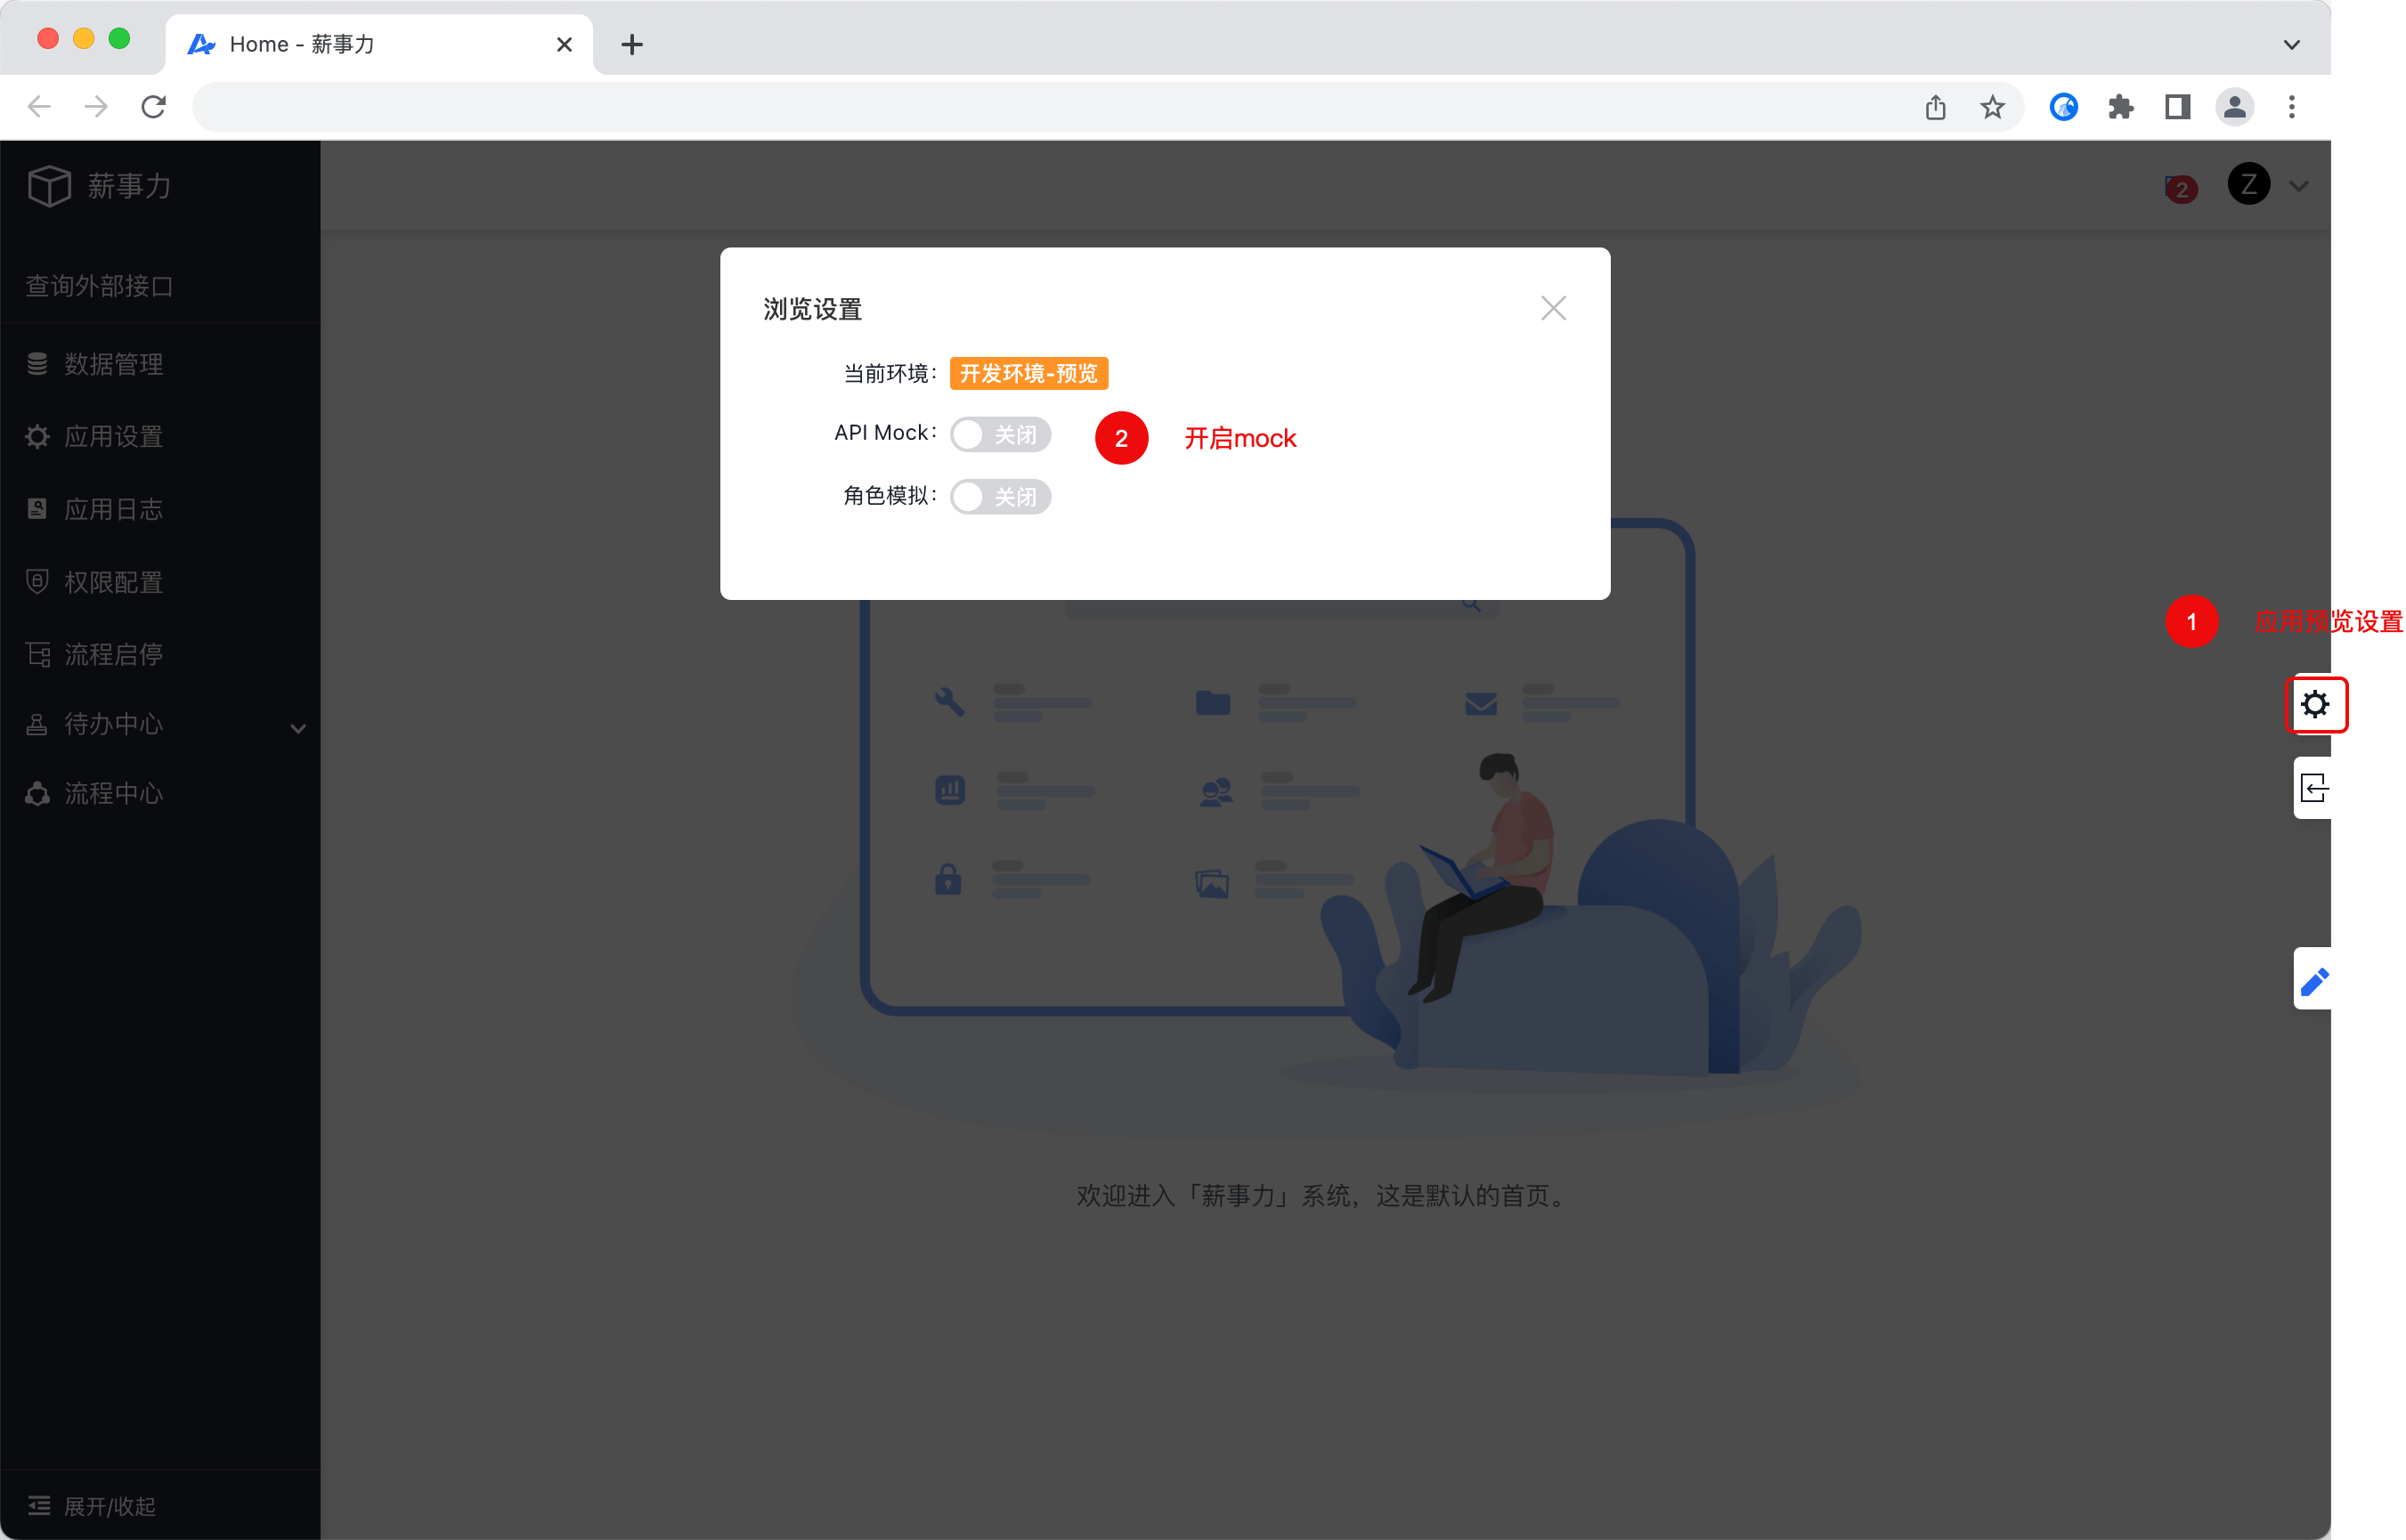 Home - 薪事力
薪事力
2
Z
查询外部接口
数据管理
应用设置
应用日志
权限配置
流程启停
待办中心
流程中心
展开/收起
浏览设置
当前环境:
开发环境-预览
API Mock:
关闭
2
开启mock
角色模拟:
关闭
1
应用预览设置
欢迎进入「薪事力」系统，这是默认的首页。